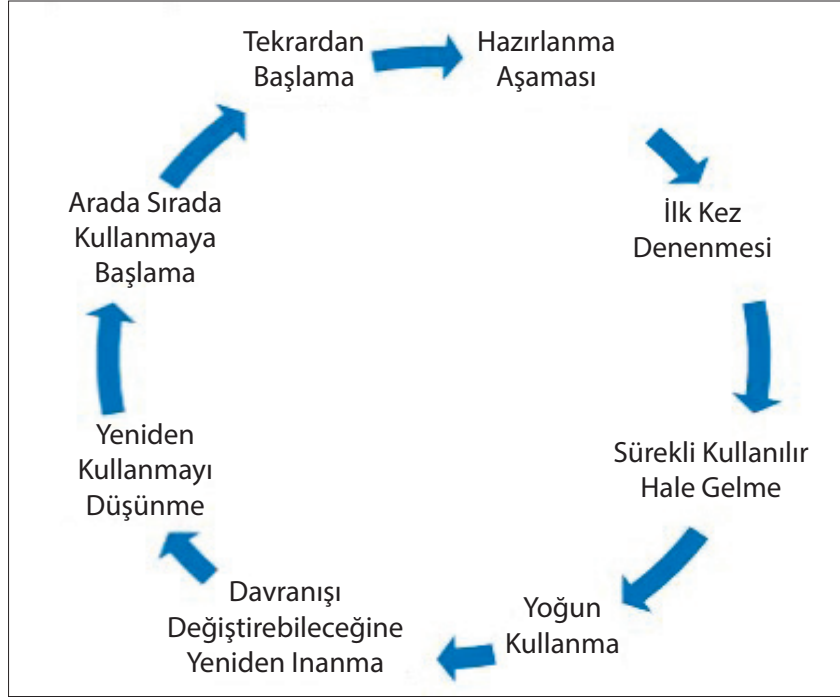 Tekrardan
Başlama
Hazırlanma
Aşaması
İlk Kez
Denenmesi
Sürekli Kullanılır
Hale Gelme
Yoğun
Kullanma
Davranışı
Değiştirebileceğine
Yeniden Inanma
Yeniden
Kullanmayı
Düşünme
Arada Sırada
Kullanmaya
Başlama